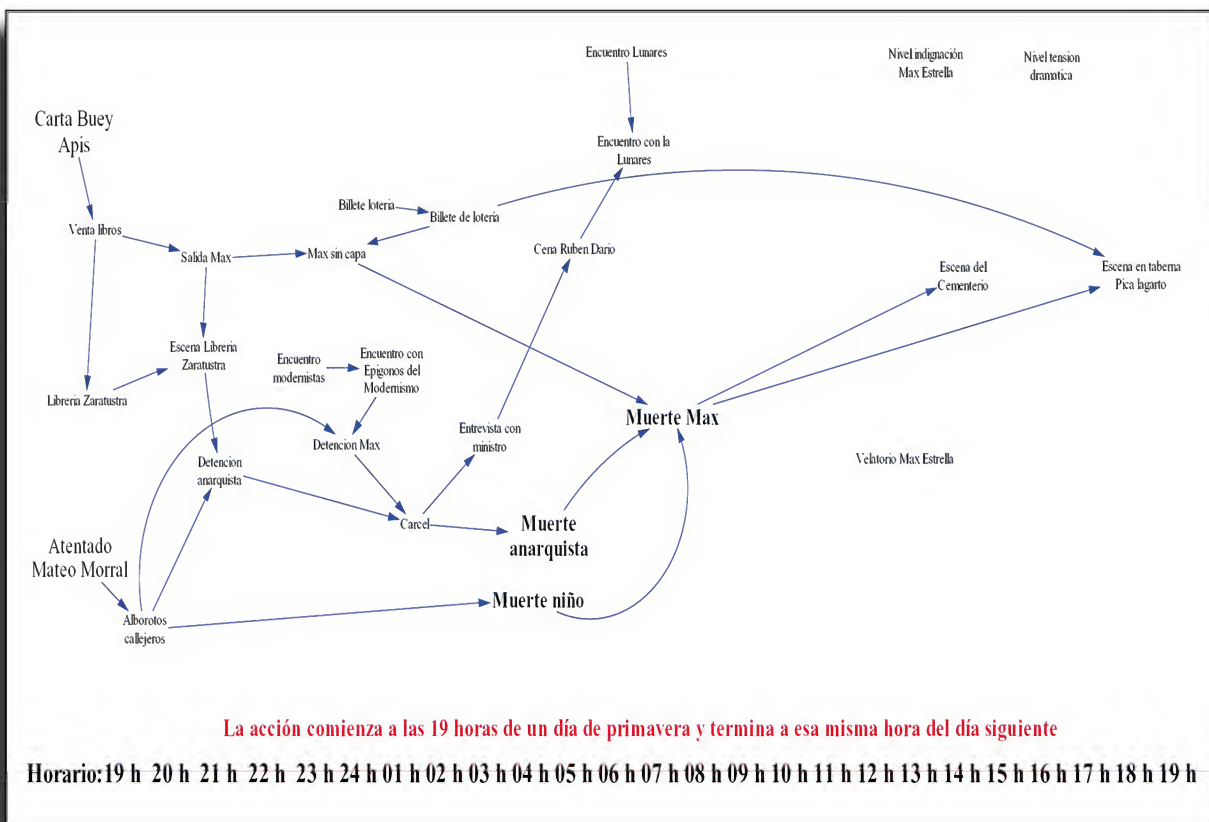 Encuentro Lunares
Nivel indignación
Max Estrella
Nivel tension
dramatica
Carta Buey
Apis
Encuentro con la
Lunares
Billete loteria
Billete de loteria
Venta libros
Salida Max
Max sin capa
Cena Ruben Dario
Escena del
Cementerio
Escena en taberna
Pica lagarto
Escena Libreria
Zaratustra
Encuentro
modernistas
Encuentro con
Epigonos del
Modernismo
Libreria Zaratustra
Muerte Max
Detencion Max
Entrevista con
ministro
Velatorio Max Estrella
Detencion
anarquista
Carcel
Muerte
anarquista
Atentado
Mateo Morral
Muerte niño
Alborotos
callejeros
La acción comienza a las 19 horas de un día de primavera y termina a esa misma hora del día siguiente
Horario: 19 h 20 h 21 h 22 h 23 h 24 h 01 h 02 h 03 h 04 h 05 h 06 h 07 h 08 h 09 h 10 h 11 h 12 h 13 h 14 h 15 h 16 h 17 h 18 h 19 h